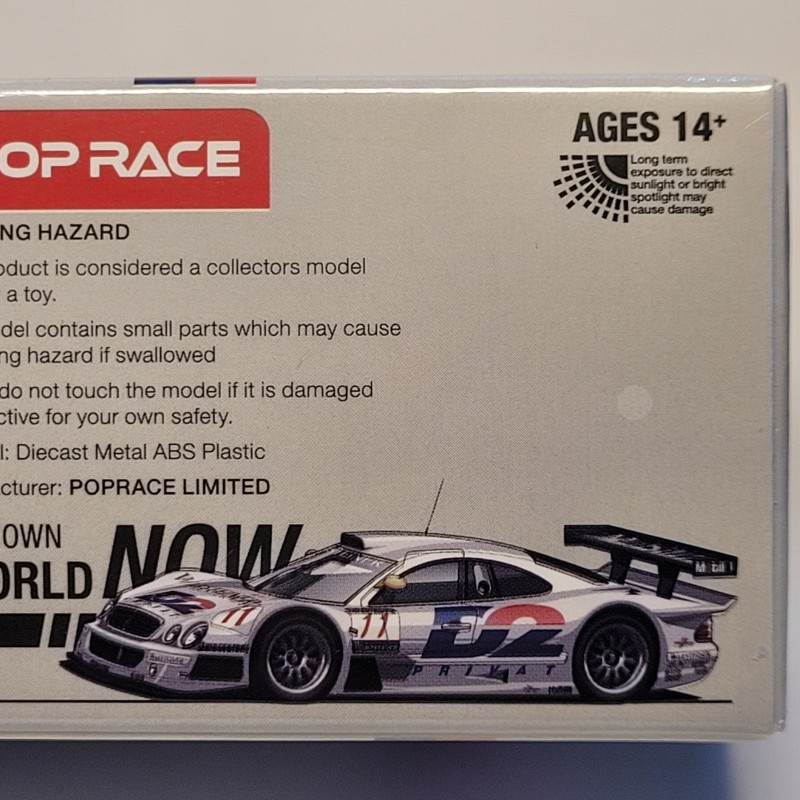 OP RACE
AGES 14+
Long term
exposure to direct
sunlight or bright
spotlight may
cause damage
NG HAZARD
oduct is considered a collectors model
a toy.
del contains small parts which may cause
ng hazard if swallowed
do not touch the model if it is damaged
ctive for your own safety.
l: Diecast Metal ABS Plastic
cturer: POPRACE LIMITED
OWN
ORLD NOW
Mobil 1
11
11
D2
PRIVAT